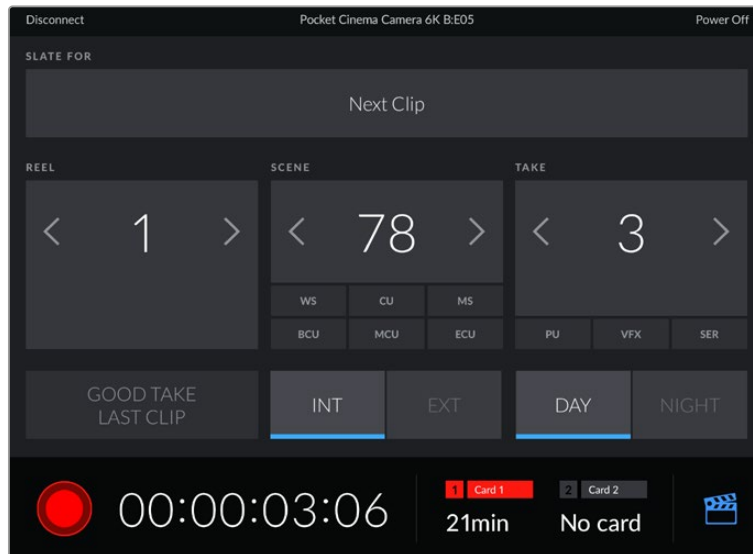 Disconnect Pocket Cinema Camera 6K B:E05 Power Off
SLATE FOR
Next Clip
REEL SCENE TAKE
1 78 3
WS CU MS
BCU MCU ECU PU VFX SER
GOOD TAKE
LAST CLIP
INT EXT DAY NIGHT
00:00:03:06
1 Card 1 2 Card 2
21min No card